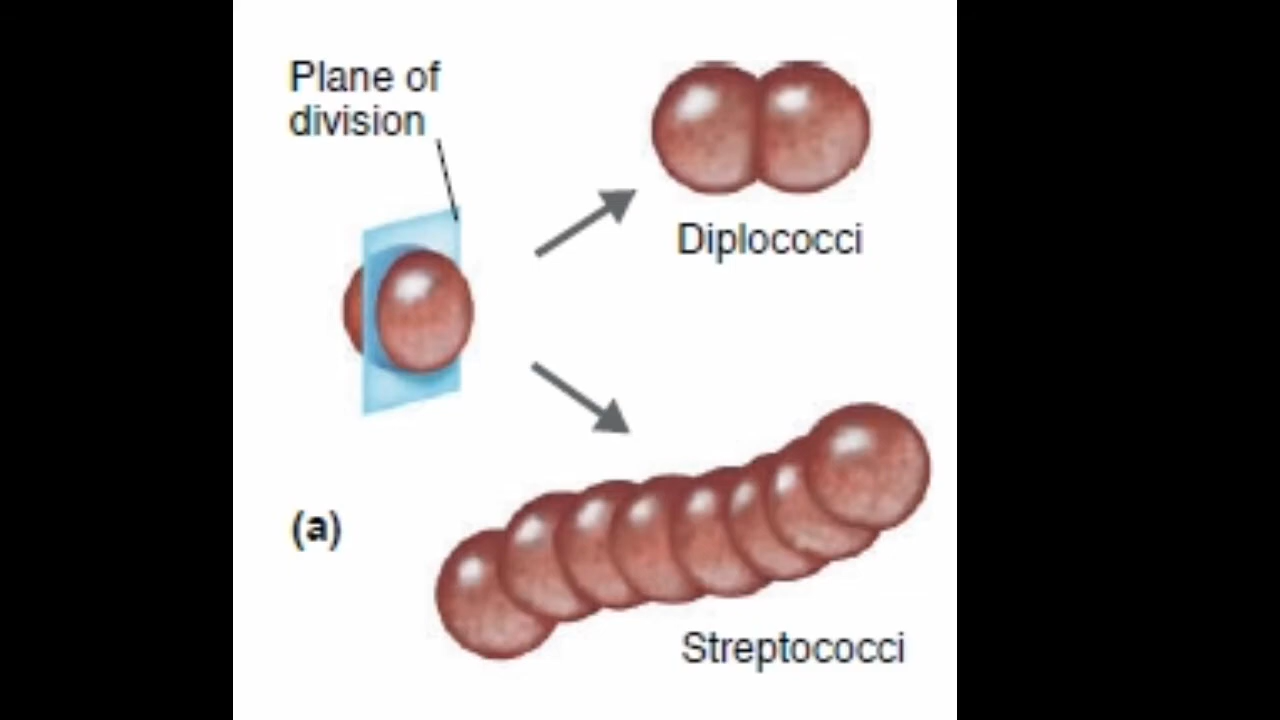 Plane of
division
Diplococci
(a)
Streptococci